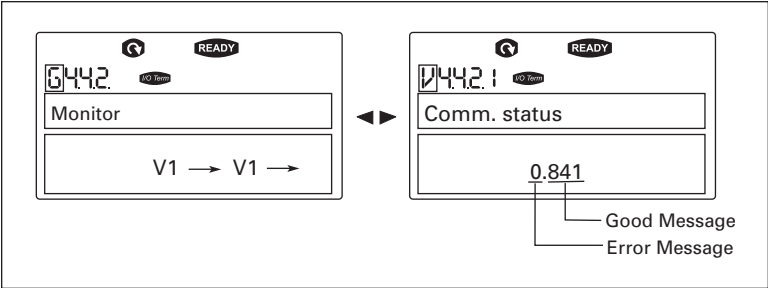 READY
G4.4.2.
I/O Term
Monitor
V1 → V1 →
READY
V4.4.2.1
I/O Term
Comm. status
0.841
Good Message
Error Message